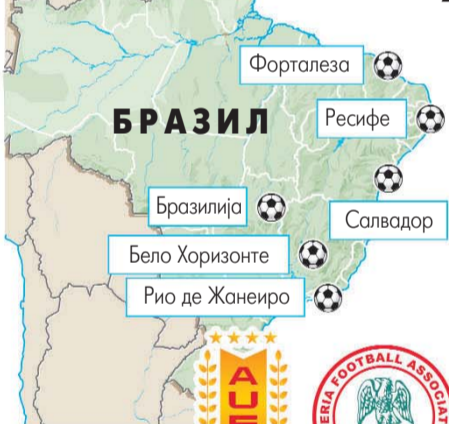 Форталеза
БРАЗИЛ
Ресифе
Бразилија
Салвадор
Бело Хоризонте
Рио де Жанеиро
AUF
ERIA FOOTBALL ASSOCIAT